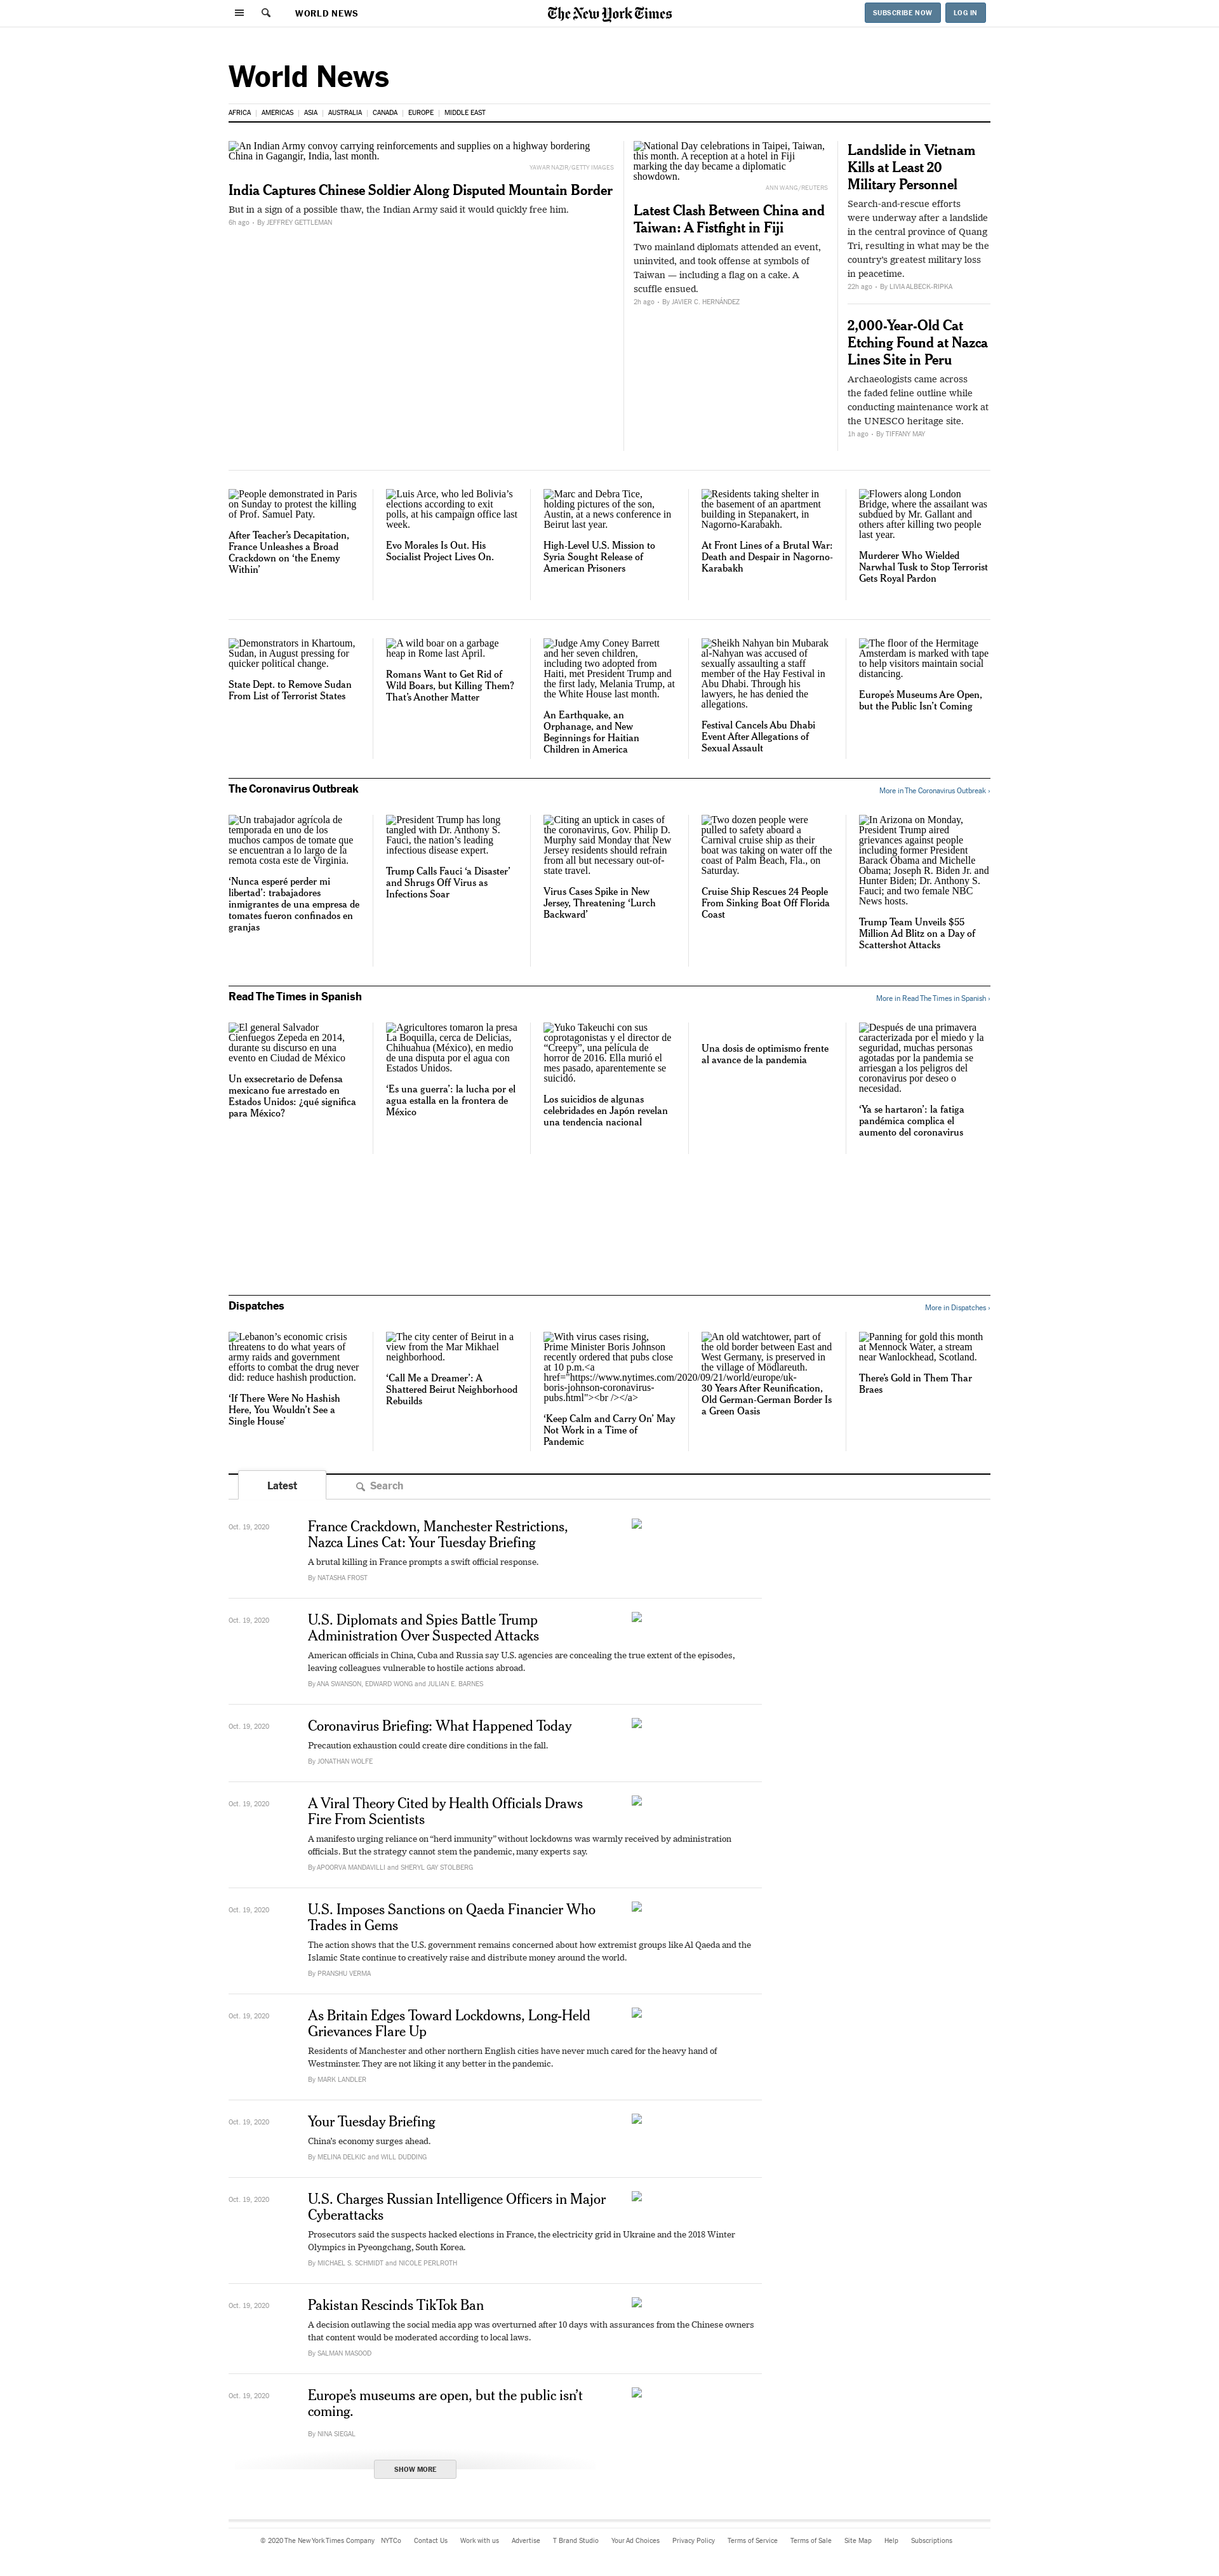 WORLD NEWS
The New York Times
SUBSCRIBE NOW
LOG IN
World News
AFRICA
AMERICAS
ASIA
AUSTRALIA
CANADA
EUROPE
MIDDLE EAST
An Indian Army convoy carrying reinforcements and supplies on a highway bordering
China in Gagangir, India, last month.
YAWAR NAZIR/GETTY IMAGES
India Captures Chinese Soldier Along Disputed Mountain Border
But in a sign of a possible thaw, the Indian Army said it would quickly free him.
6h ago • By JEFFREY GETTLEMAN
National Day celebrations in Taipei, Taiwan,
this month. A reception at a hotel in Fiji
marking the day became a diplomatic
showdown.
ANN WANG/REUTERS
Latest Clash Between China and
Taiwan: A Fistfight in Fiji
Two mainland diplomats attended an event,
uninvited, and took offense at symbols of
Taiwan — including a flag on a cake. A
scuffle ensued.
2h ago • By JAVIER C. HERNÁNDEZ
Landslide in Vietnam
Kills at Least 20
Military Personnel
Search-and-rescue efforts
were underway after a landslide
in the central province of Quang
Tri, resulting in what may be the
country's greatest military loss
in peacetime.
22h ago • By LIVIA ALBECK-RIPKA
2,000-Year-Old Cat
Etching Found at Nazca
Lines Site in Peru
Archaeologists came across
the faded feline outline while
conducting maintenance work at
the UNESCO heritage site.
1h ago • By TIFFANY MAY
People demonstrated in Paris
on Sunday to protest the killing
of Prof. Samuel Paty.
After Teacher's Decapitation,
France Unleashes a Broad
Crackdown on 'the Enemy
Within'
Luis Arce, who led Bolivia's
elections according to exit
polls, at his campaign office last
week.
Evo Morales Is Out. His
Socialist Project Lives On.
Marc and Debra Tice,
holding pictures of the son,
Austin, at a news conference in
Beirut last year.
High-Level U.S. Mission to
Syria Sought Release of
American Prisoners
Residents taking shelter in
the basement of an apartment
building in Stepanakert, in
Nagorno-Karabakh.
At Front Lines of a Brutal War:
Death and Despair in Nagorno-
Karabakh
Flowers along London
Bridge, where the assailant was
subdued by Mr. Gallant and
others after killing two people
last year.
Murderer Who Wielded
Narwhal Tusk to Stop Terrorist
Gets Royal Pardon
Demonstrators in Khartoum,
Sudan, in August pressing for
quicker political change.
State Dept. to Remove Sudan
From List of Terrorist States
A wild boar on a garbage
heap in Rome last April.
Romans Want to Get Rid of
Wild Boars, but Killing Them?
That's Another Matter
Judge Amy Coney Barrett
and her seven children,
including two adopted from
Haiti, met President Trump and
the first lady, Melania Trump, at
the White House last month.
An Earthquake, an
Orphanage, and New
Beginnings for Haitian
Children in America
Sheikh Nahyan bin Mubarak
al-Nahyan was accused of
sexually assaulting a staff
member of the Hay Festival in
Abu Dhabi. Through his
lawyers, he has denied the
allegations.
Festival Cancels Abu Dhabi
Event After Allegations of
Sexual Assault
The floor of the Hermitage
Amsterdam is marked with tape
to help visitors maintain social
distancing.
Europe's Museums Are Open,
but the Public Isn't Coming
The Coronavirus Outbreak
More in The Coronavirus Outbreak ›
Un trabajador agrícola de
temporada en uno de los
muchos campos de tomate que
se encuentran a lo largo de la
remota costa este de Virginia.
'Nunca esperé perder mi
libertad': trabajadores
inmigrantes de una empresa de
tomates fueron confinados en
granjas
President Trump has long
tangled with Dr. Anthony S.
Fauci, the nation's leading
infectious disease expert.
Trump Calls Fauci 'a Disaster'
and Shrugs Off Virus as
Infections Soar
Citing an uptick in cases of
the coronavirus, Gov. Philip D.
Murphy said Monday that New
Jersey residents should refrain
from all but necessary out-of-
state travel.
Virus Cases Spike in New
Jersey, Threatening 'Lurch
Backward'
Two dozen people were
pulled to safety aboard a
Carnival cruise ship as their
boat was taking on water off the
coast of Palm Beach, Fla., on
Saturday.
Cruise Ship Rescues 24 People
From Sinking Boat Off Florida
Coast
In Arizona on Monday,
President Trump aired
grievances against people
including former President
Barack Obama and Michelle
Obama; Joseph R. Biden Jr. and
Hunter Biden; Dr. Anthony S.
Fauci; and two female NBC
News hosts.
Trump Team Unveils $55
Million Ad Blitz on a Day of
Scattershot Attacks
Read The Times in Spanish
More in Read The Times in Spanish ›
El general Salvador
Cienfuegos Zepeda en 2014,
durante su discurso en un
evento en Ciudad de México
Un exsecretario de Defensa
mexicano fue arrestado en
Estados Unidos: ¿qué significa
para México?
Agricultores tomaron la presa
La Boquilla, cerca de Delicias,
Chihuahua (México), en medio
de una disputa por el agua con
Estados Unidos.
'Es una guerra': la lucha por el
agua estalla en la frontera de
México
Yuko Takeuchi con sus
coprotagonistas y el director de
"Creepy", una película de
horror de 2016. Ella murió el
mes pasado, aparentemente se
suicidó.
Los suicidios de algunas
celebridades en Japón revelan
una tendencia nacional
Una dosis de optimismo frente
al avance de la pandemia
Después de una primavera
caracterizada por el miedo y la
seguridad, muchas personas
agotadas por la pandemia se
arriesgan a los peligros del
coronavirus por deseo o
necesidad.
'Ya se hartaron': la fatiga
pandémica complica el
aumento del coronavirus
Dispatches
More in Dispatches ›
Lebanon's economic crisis
threatens to do what years of
army raids and government
efforts to combat the drug never
did: reduce hashish production.
'If There Were No Hashish
Here, You Wouldn't See a
Single House'
The city center of Beirut in a
view from the Mar Mikhael
neighborhood.
'Call Me a Dreamer': A
Shattered Beirut Neighborhood
Rebuilds
With virus cases rising,
Prime Minister Boris Johnson
recently ordered that pubs close
at 10 p.m.<a
href="https://www.nytimes.com/2020/09/21/world/europe/uk-
boris-johnson-coronavirus-
pubs.html"><br /></a>
'Keep Calm and Carry On' May
Not Work in a Time of
Pandemic
An old watchtower, part of
the old border between East and
West Germany, is preserved in
the village of Mödlareuth.
30 Years After Reunification,
Old German-German Border Is
a Green Oasis
Panning for gold this month
at Mennock Water, a stream
near Wanlockhead, Scotland.
There's Gold in Them Thar
Braes
Latest
Search
Oct. 19, 2020
France Crackdown, Manchester Restrictions,
Nazca Lines Cat: Your Tuesday Briefing
A brutal killing in France prompts a swift official response.
By NATASHA FROST
Oct. 19, 2020
U.S. Diplomats and Spies Battle Trump
Administration Over Suspected Attacks
American officials in China, Cuba and Russia say U.S. agencies are concealing the true extent of the episodes,
leaving colleagues vulnerable to hostile actions abroad.
By ANA SWANSON, EDWARD WONG and JULIAN E. BARNES
Oct. 19, 2020
Coronavirus Briefing: What Happened Today
Precaution exhaustion could create dire conditions in the fall.
By JONATHAN WOLFE
Oct. 19, 2020
A Viral Theory Cited by Health Officials Draws
Fire From Scientists
A manifesto urging reliance on "herd immunity" without lockdowns was warmly received by administration
officials. But the strategy cannot stem the pandemic, many experts say.
By APOORVA MANDAVILLI and SHERYL GAY STOLBERG
Oct. 19, 2020
U.S. Imposes Sanctions on Qaeda Financier Who
Trades in Gems
The action shows that the U.S. government remains concerned about how extremist groups like Al Qaeda and the
Islamic State continue to creatively raise and distribute money around the world.
By PRANSHU VERMA
Oct. 19, 2020
As Britain Edges Toward Lockdowns, Long-Held
Grievances Flare Up
Residents of Manchester and other northern English cities have never much cared for the heavy hand of
Westminster. They are not liking it any better in the pandemic.
By MARK LANDLER
Oct. 19, 2020
Your Tuesday Briefing
China's economy surges ahead.
By MELINA DELKIC and WILL DUDDING
Oct. 19, 2020
U.S. Charges Russian Intelligence Officers in Major
Cyberattacks
Prosecutors said the suspects hacked elections in France, the electricity grid in Ukraine and the 2018 Winter
Olympics in Pyeongchang, South Korea.
By MICHAEL S. SCHMIDT and NICOLE PERLROTH
Oct. 19, 2020
Pakistan Rescinds TikTok Ban
A decision outlawing the social media app was overturned after 10 days with assurances from the Chinese owners
that content would be moderated according to local laws.
By SALMAN MASOOD
Oct. 19, 2020
Europe's museums are open, but the public isn't
coming.
By NINA SIEGAL
SHOW MORE
© 2020 The New York Times Company
NYTCo
Contact Us
Work with us
Advertise
T Brand Studio
Your Ad Choices
Privacy Policy
Terms of Service
Terms of Sale
Site Map
Help
Subscriptions